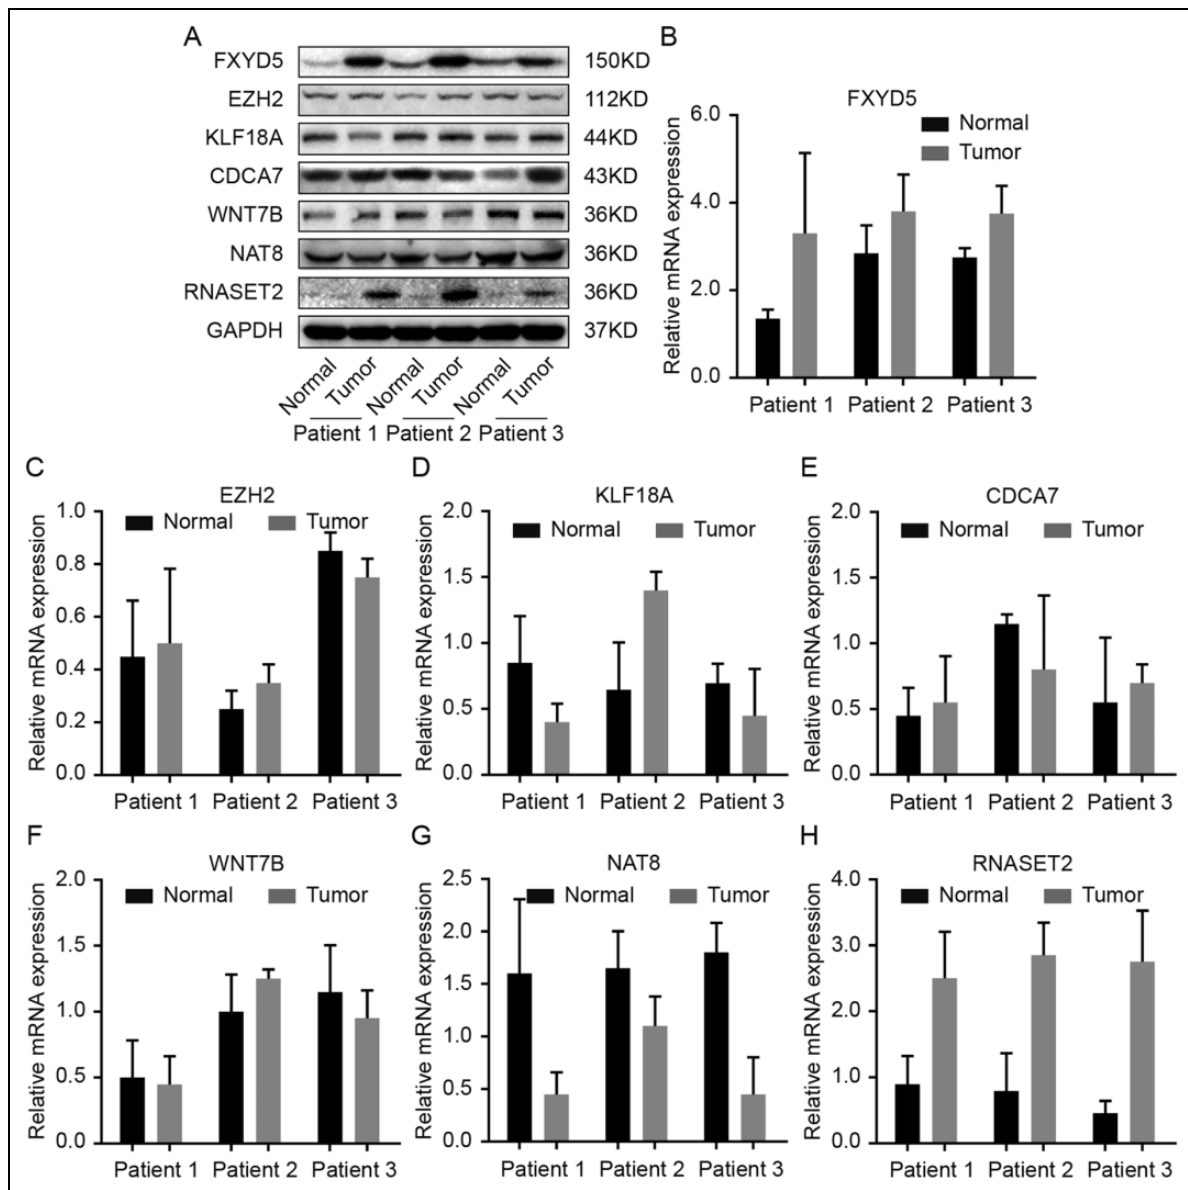 A
FXYD5 150KD
EZH2 112KD
KLF18A 44KD
CDCA7 43KD
WNT7B 36KD
NAT8 36KD
RNASET2 36KD
GAPDH 37KD
Normal Tumor Normal Tumor Normal Tumor
Patient 1 Patient 2 Patient 3
B
FXYD5
Normal
Tumor
Relative mRNA expression
6.0
4.0
2.0
0.0
Patient 1 Patient 2 Patient 3
C
EZH2
Normal Tumor
Relative mRNA expression
1.0
0.8
0.6
0.4
0.2
0.0
Patient 1 Patient 2 Patient 3
D
KLF18A
Normal Tumor
Relative mRNA expression
2.0
1.5
1.0
0.5
0.0
Patient 1 Patient 2 Patient 3
E
CDCA7
Normal Tumor
Relative mRNA expression
2.0
1.5
1.0
0.5
0.0
Patient 1 Patient 2 Patient 3
F
WNT7B
Normal Tumor
Relative mRNA expression
2.0
1.5
1.0
0.5
0.0
Patient 1 Patient 2 Patient 3
G
NAT8
Normal Tumor
Relative mRNA expression
2.5
2.0
1.5
1.0
0.5
0.0
Patient 1 Patient 2 Patient 3
H
RNASET2
Normal Tumor
Relative mRNA expression
4.0
3.0
2.0
1.0
0.0
Patient 1 Patient 2 Patient 3